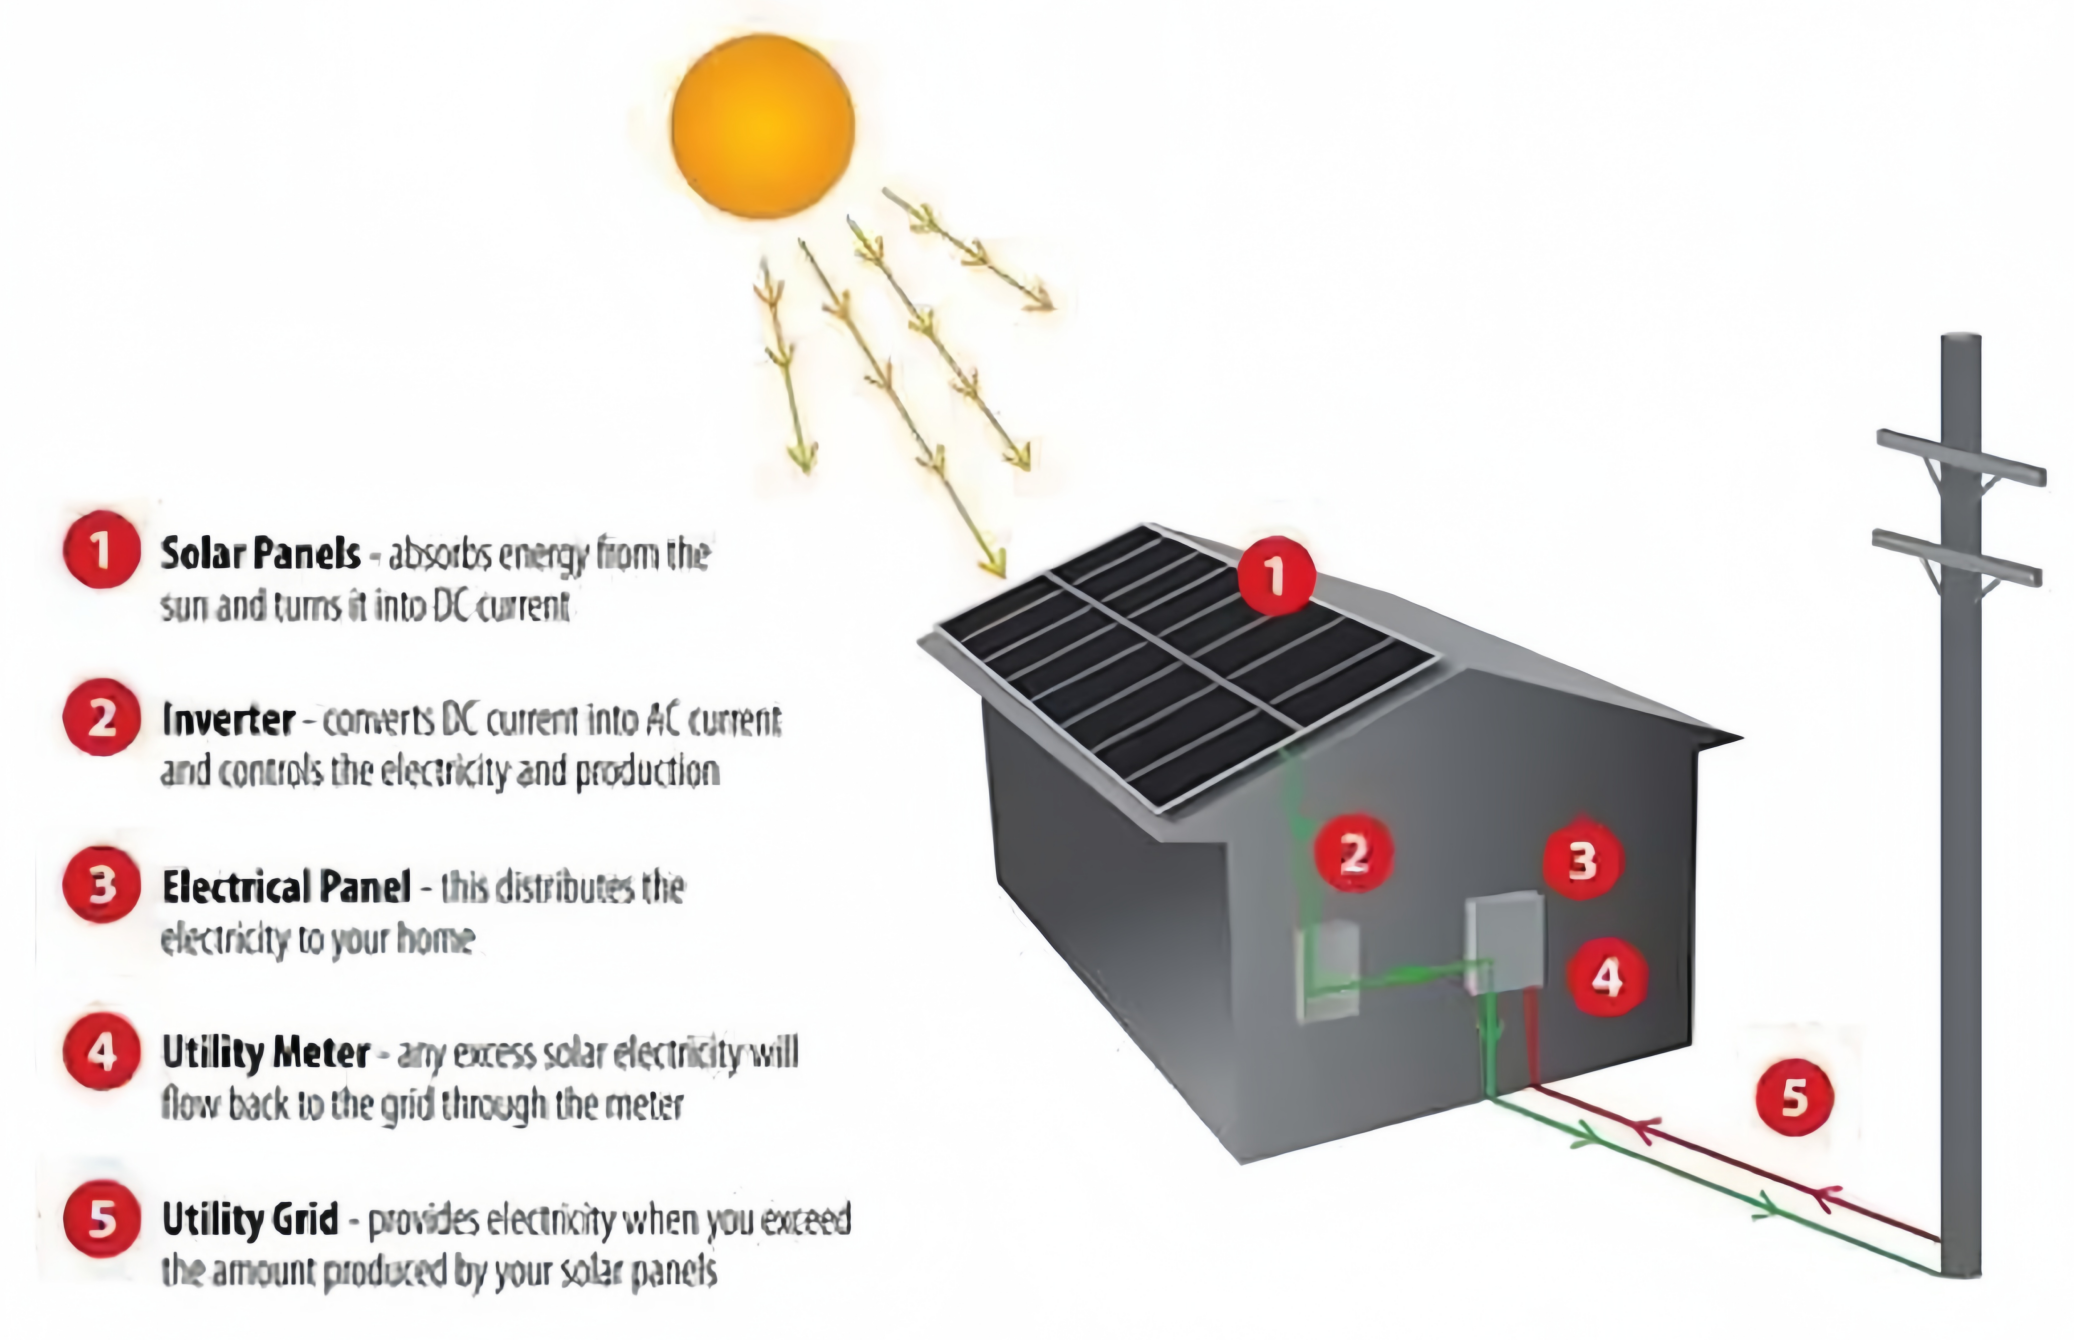 1 Solar Panels - absorbs energy from the
sun and turns it into DC current
2 Inverter - converts DC current into AC current
and controls the electricity and production
3 Electrical Panel - this distributes the
electricity to your home
4 Utility Meter - any excess solar electricity will
flow back to the grid through the meter
5 Utility Grid - provides electricity when you exceed
the amount produced by your solar panels
1
2
3
4
5